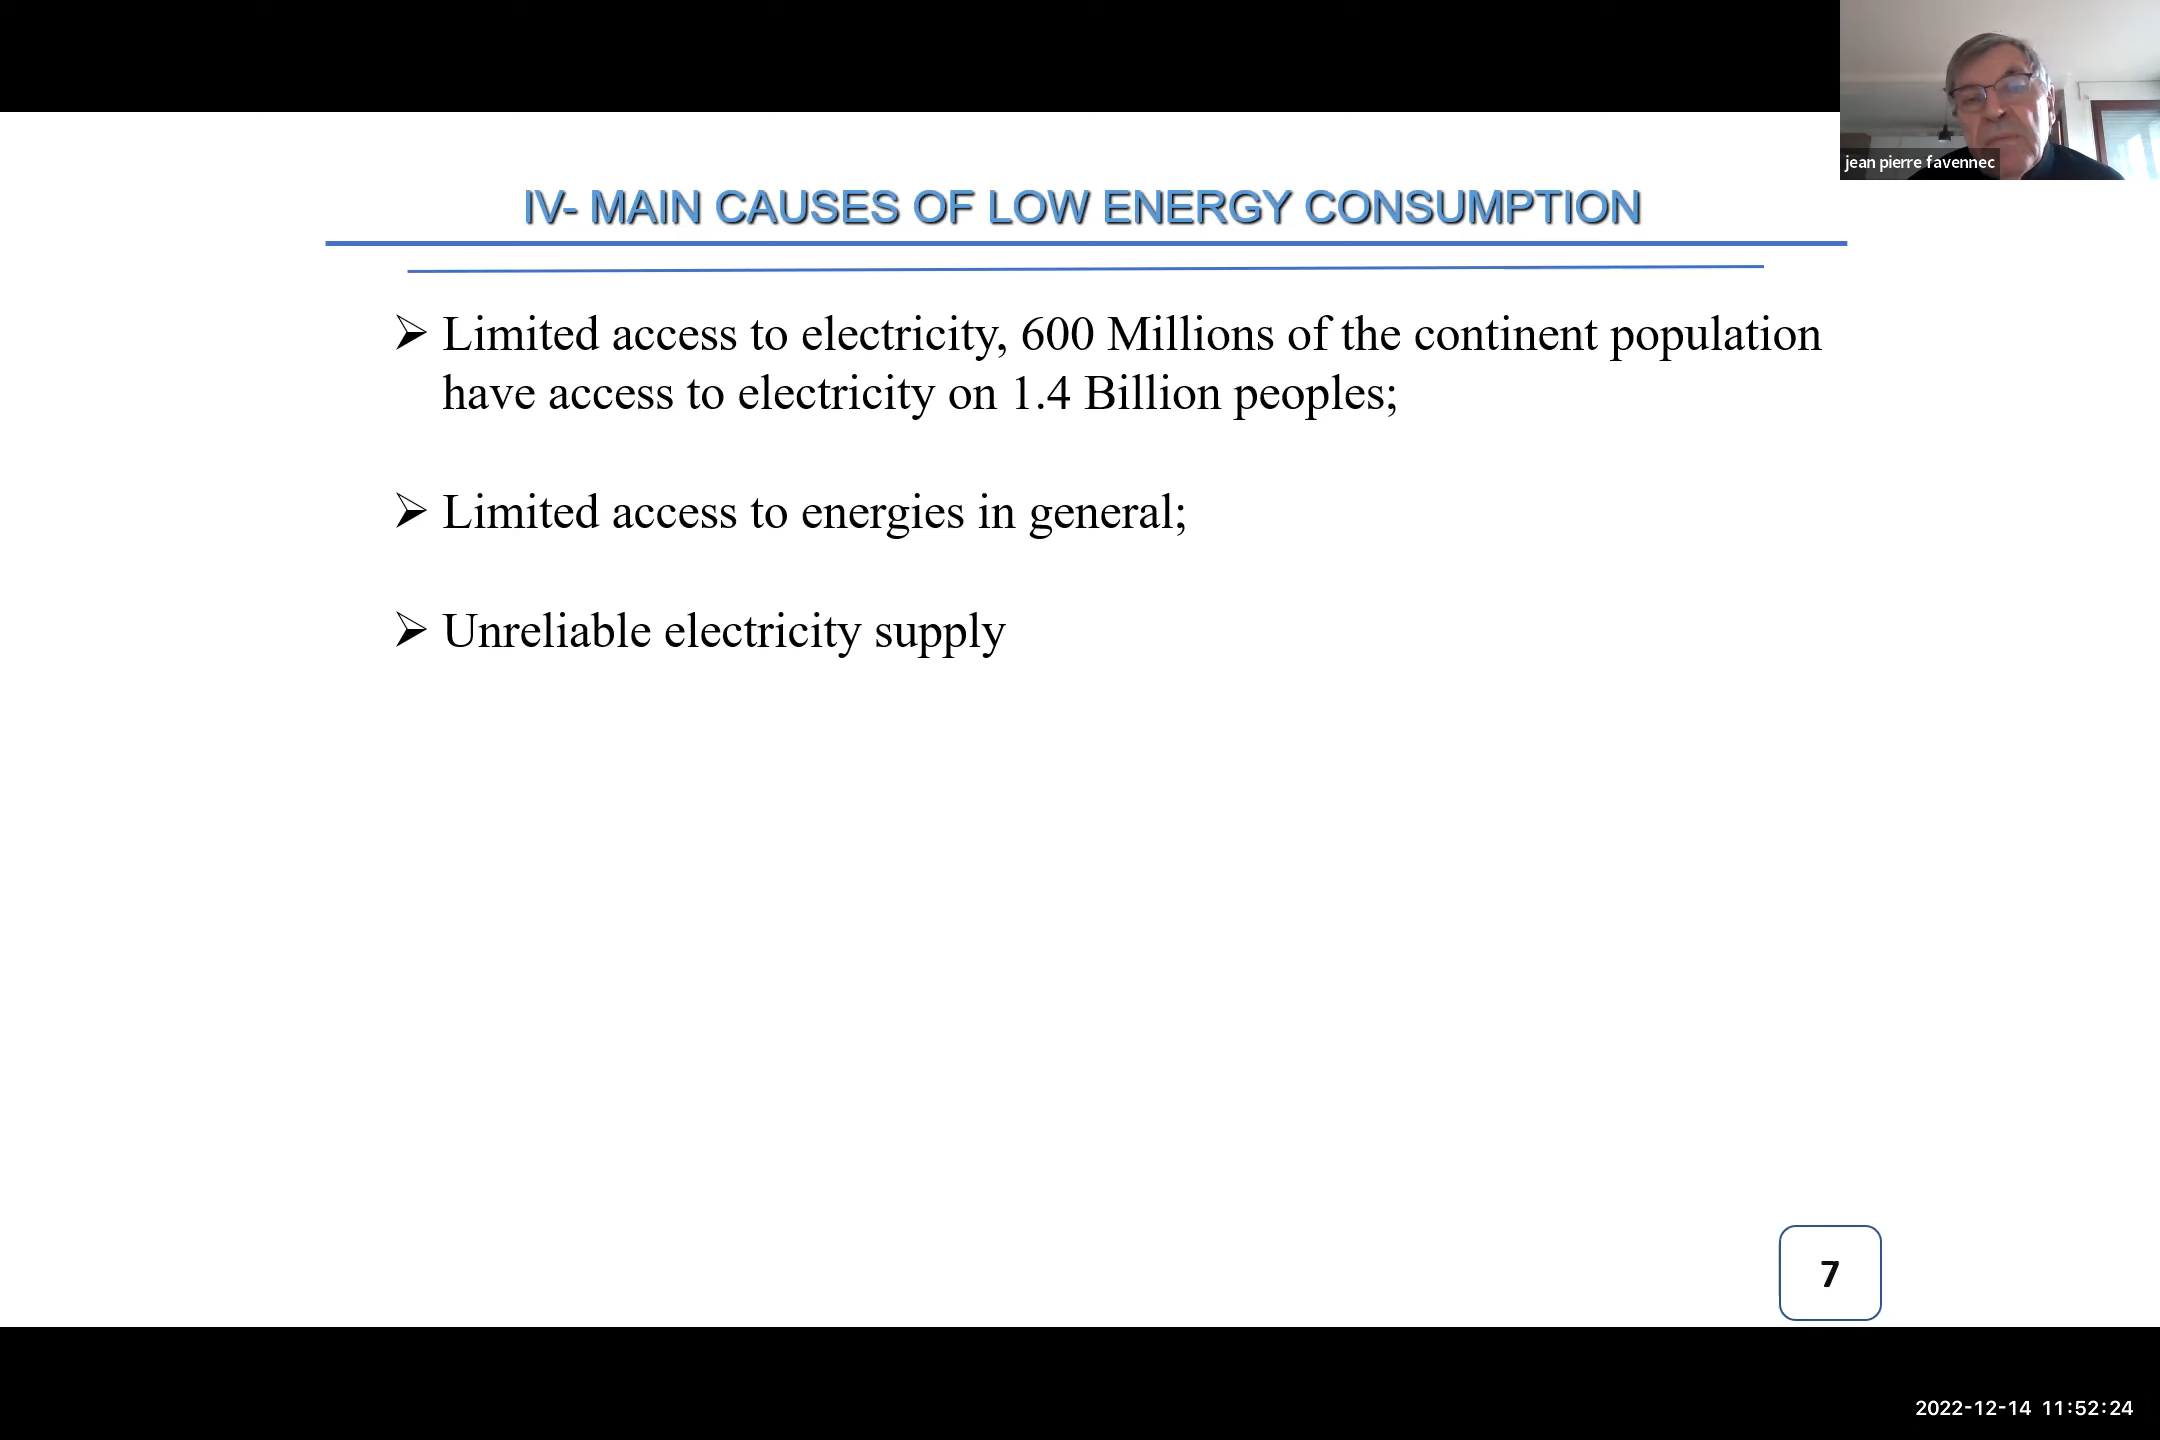 jean pierre favennec
IV- MAIN CAUSES OF LOW ENERGY CONSUMPTION
➢ Limited access to electricity, 600 Millions of the continent population
have access to electricity on 1.4 Billion peoples;
➢ Limited access to energies in general;
➢ Unreliable electricity supply
7
2022-12-14 11:52:24